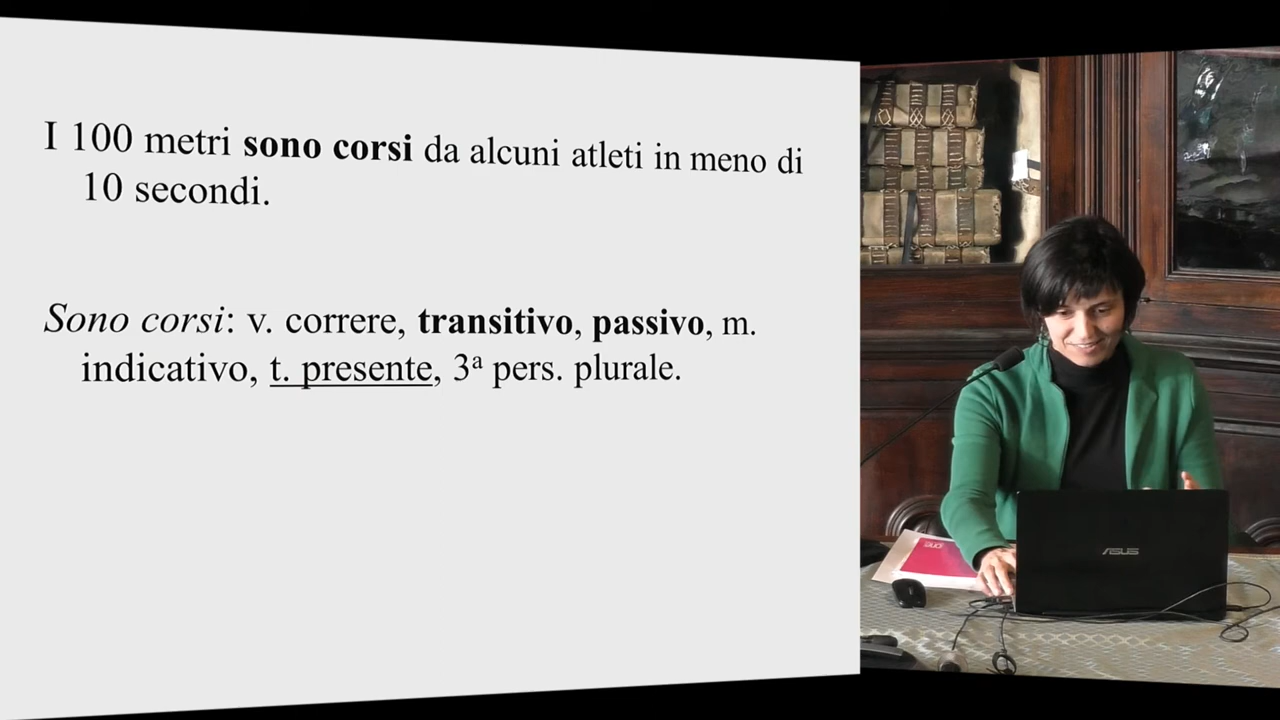 I 100 metri sono corsi da alcuni atleti in meno di
10 secondi.
Sono corsi: v. correre, transitivo, passivo, m.
indicativo, t. presente, 3ª pers. plurale.
ASUS